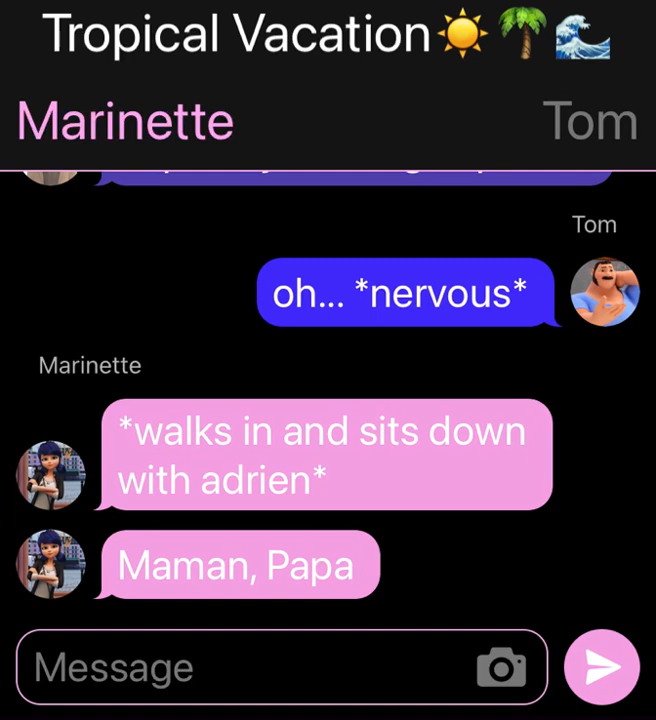 Tropical Vacation☀️🌴🌊
Marinette Tom
Tom
oh... *nervous*
Marinette
*walks in and sits down
with adrien*
Maman, Papa
Message